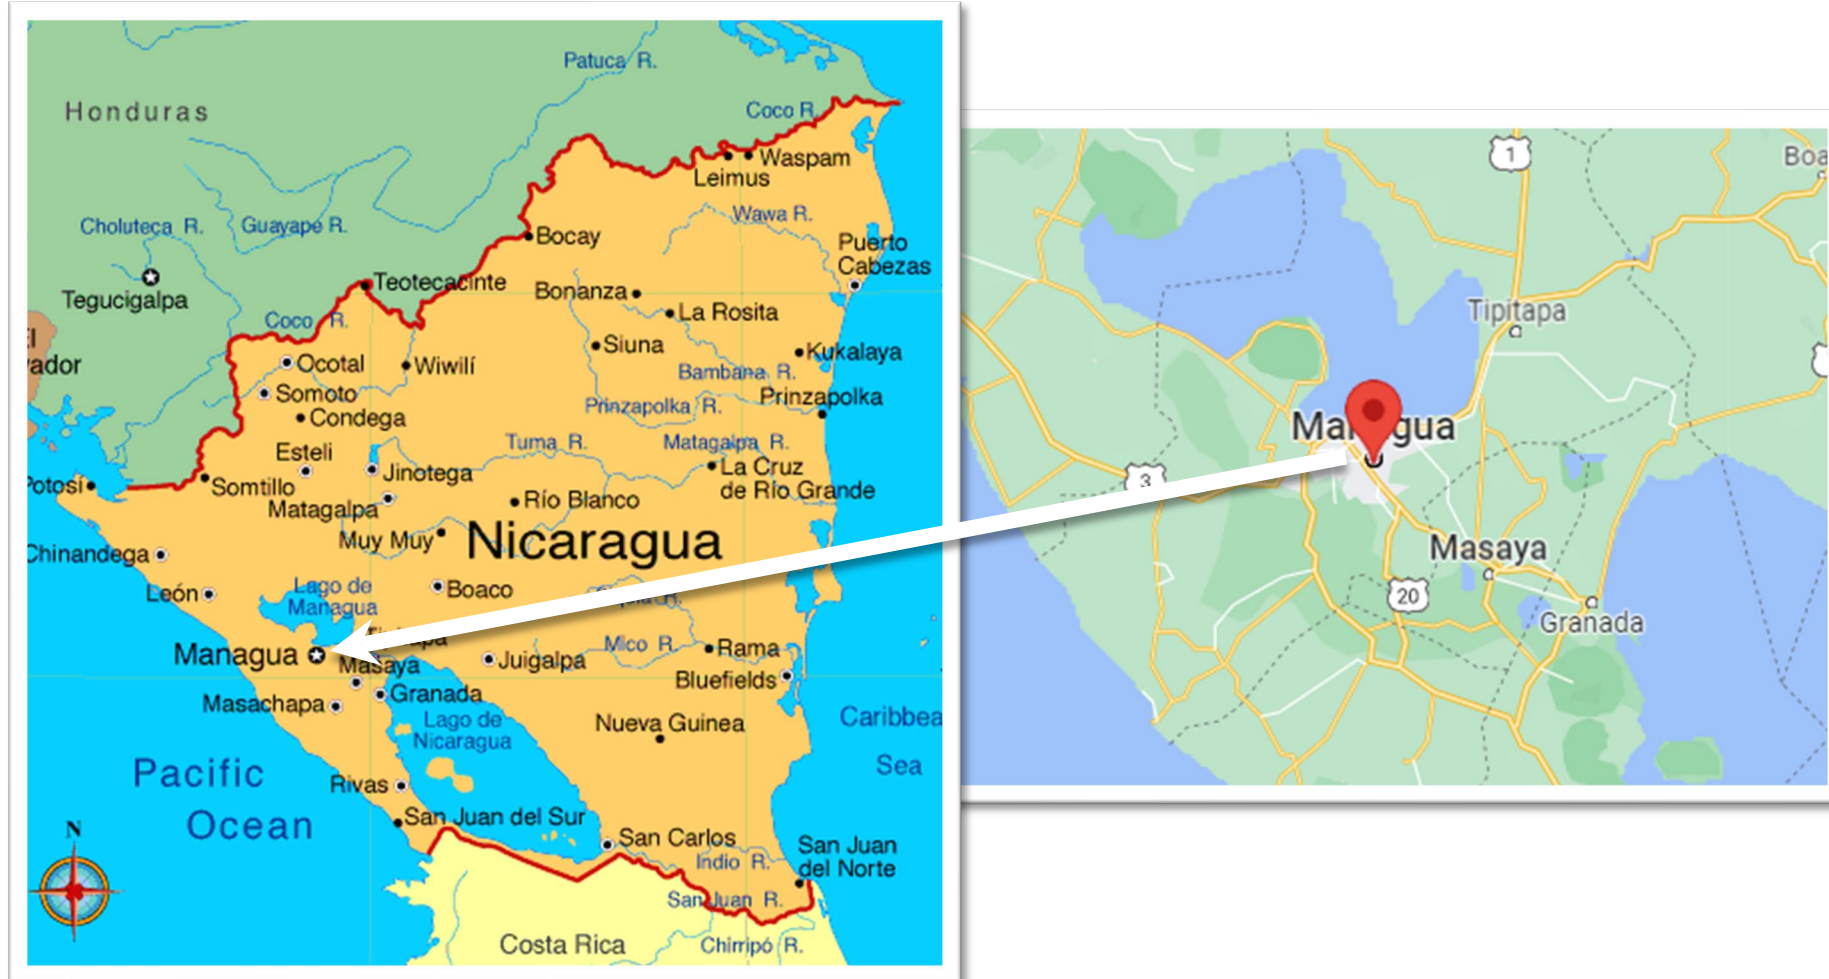 Patuca R.
Honduras
Coco R.
Waspam
Leimus
Wawa R.
Choluteca R.
Guayape R.
Bocay
Puerto
Cabezas
Tegucigalpa
Teotecacinte
Bonanza
La Rosita
Coco R.
Siuna
Kukalaya
Ocotal
Wiwilí
Bambana R.
Somoto
Prinzapolka
Condega
Prinzapolka R.
Esteli
Tuma R.
Matagalpa R.
Jinotega
La Cruz
de Río Grande
Potosí
Somtillo
Matagalpa
Río Blanco
Muy Muy
Nicaragua
Chinandega
León
Lago de
Managua
Boaco
Mico R.
Rama
Managua
Masaya
Juigalpa
Bluefields
Granada
Masachapa
Lago de
Nicaragua
Nueva Guinea
Caribbea
Sea
Pacific
Ocean
Rivas
San Juan del Sur
N
San Carlos
San Juan
del Norte
Indio R.
San Juan R.
Costa Rica
Chirripó R.
1
Boa
Tipitapa
Managua
3
Masaya
20
Granada